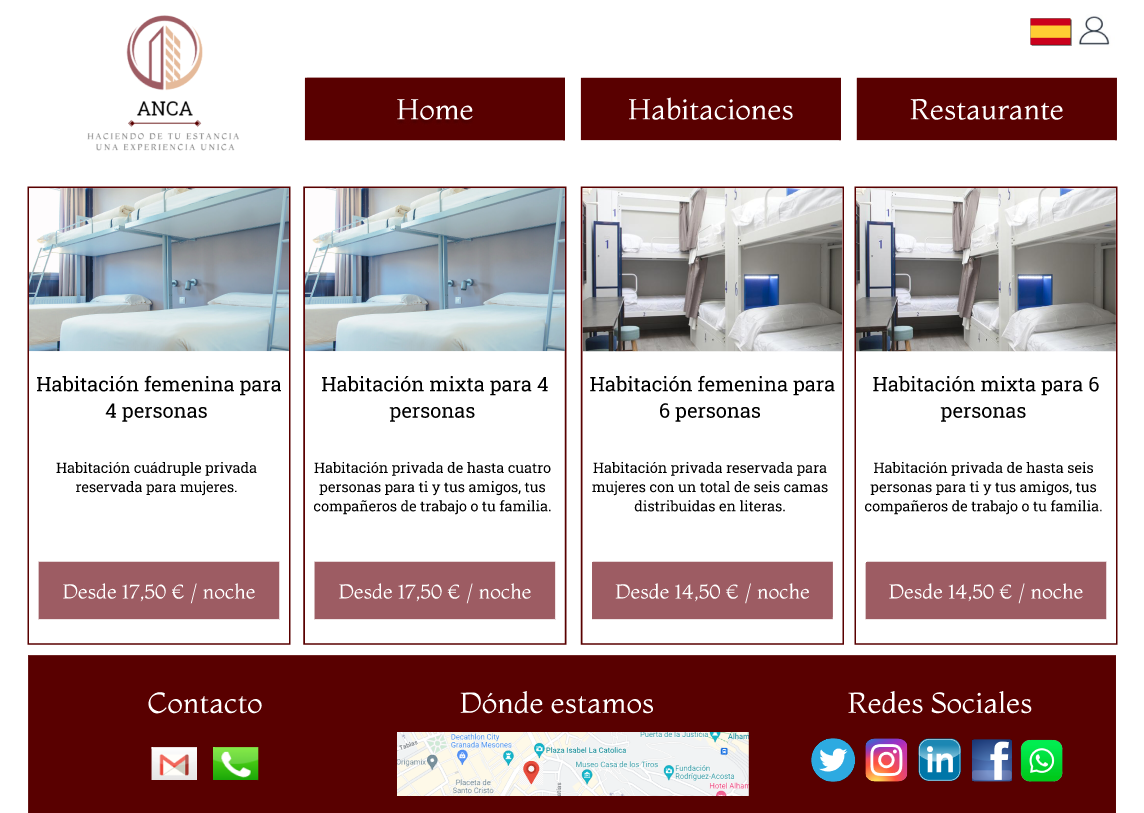 ANCA
HACIENDO DE TU ESTANCIA
UNA EXPERIENCIA UNICA
Home
Habitaciones
Restaurante
Habitación femenina para
4 personas
Habitación cuádruple privada
reservada para mujeres.
Desde 17,50 € / noche
Habitación mixta para 4
personas
Habitación privada de hasta cuatro
personas para ti y tus amigos, tus
compañeros de trabajo o tu familia.
Desde 17,50 € / noche
1
2
Habitación femenina para
6 personas
Habitación privada reservada para
mujeres con un total de seis camas
distribuidas en literas.
Desde 14,50 € / noche
1
2
Habitación mixta para 6
personas
Habitación privada de hasta seis
personas para ti y tus amigos, tus
compañeros de trabajo o tu familia.
Desde 14,50 € / noche
Contacto
Dónde estamos
Tablas
Decathlon City
Granada Mesones
Origamix
Placeta de
Santo Cristo
Plaza Isabel La Catolica
Museo Casa de los Tiros
Puerta de la Justicia
Alham
Fundación
Rodríguez-Acosta
Hotel Alham
Redes Sociales
in
f